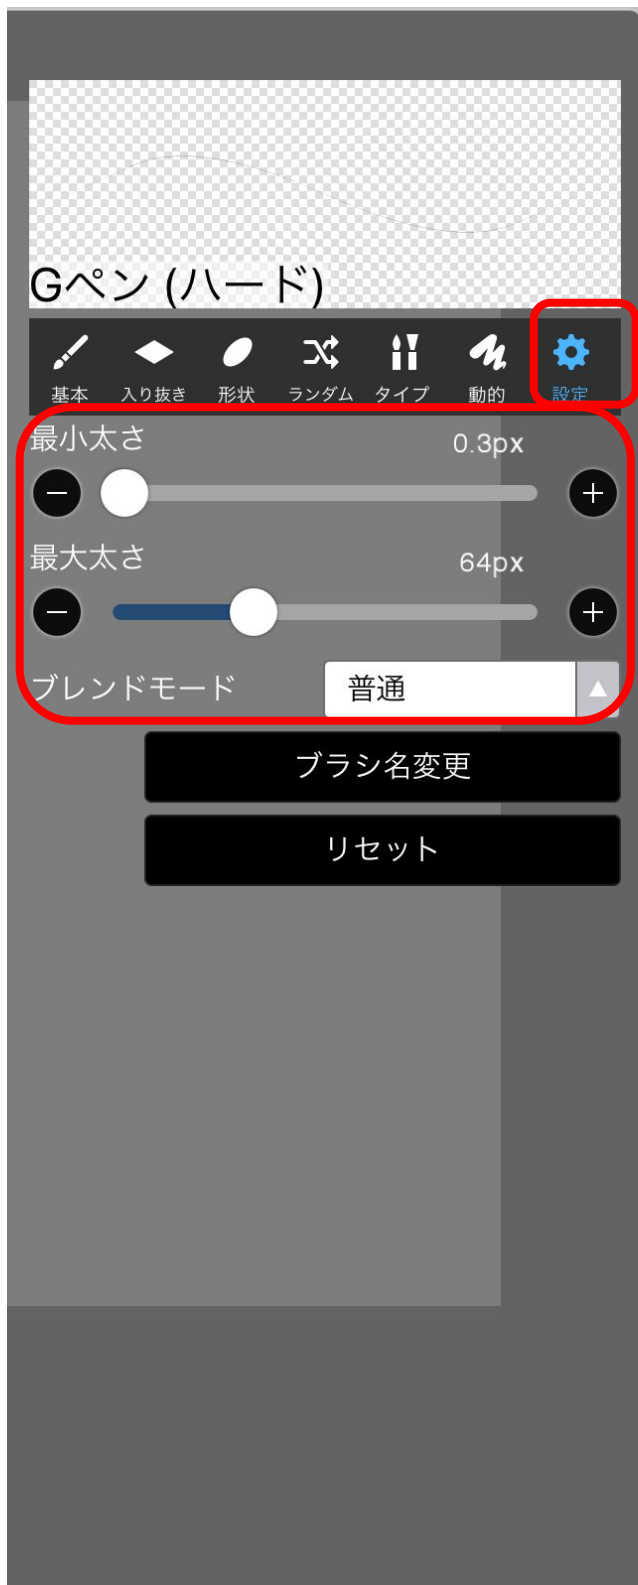 Gペン (ハード)
基本 入り抜き 形状 ランダム タイプ 動的 設定
最小太さ 0.3px
最大太さ 64px
ブレンドモード 普通
ブラシ名変更
リセット